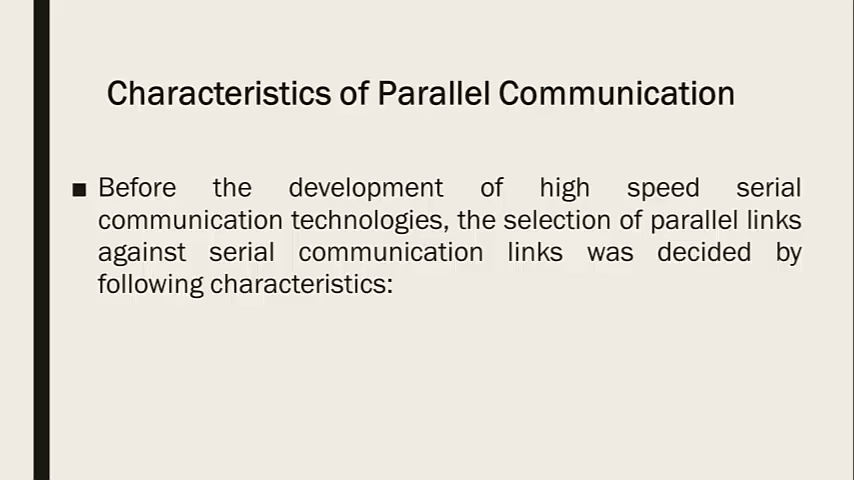 Characteristics of Parallel Communication
■ Before the development of high speed serial
communication technologies, the selection of parallel links
against serial communication links was decided by
following characteristics: